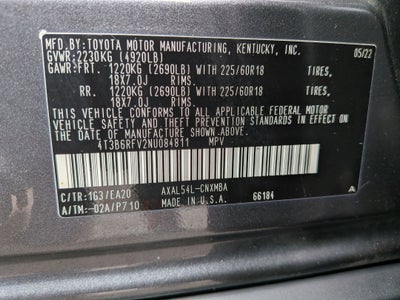 MFD.BY:TOYOTA MOTOR MANUFACTURING, KENTUCKY, INC.
GVWR: 2230KG (4920LB) 05/22
GAWR:FRT. 1220KG (2690LB) WITH 225/60R18 TIRES,
18X7.0J RIMS.
RR. 1220KG (2690LB) WITH 225/60R18 TIRES,
18X7.0J RIMS.
THIS VEHICLE CONFORMS TO ALL APPLICABLE FEDERAL MOTOR
VEHICLE SAFETY, BUMPER, AND THEFT PREVENTION STANDARDS IN
EFFECT ON THE DATE OF MANUFACTURE SHOWN ABOVE.
4T3B6RFV2NU084811 MPV
C/TR: 1G3/EA20 AXAL54L-CNXMBA
A/TM: -02A/P710 MADE IN U.S.A. 66184 A